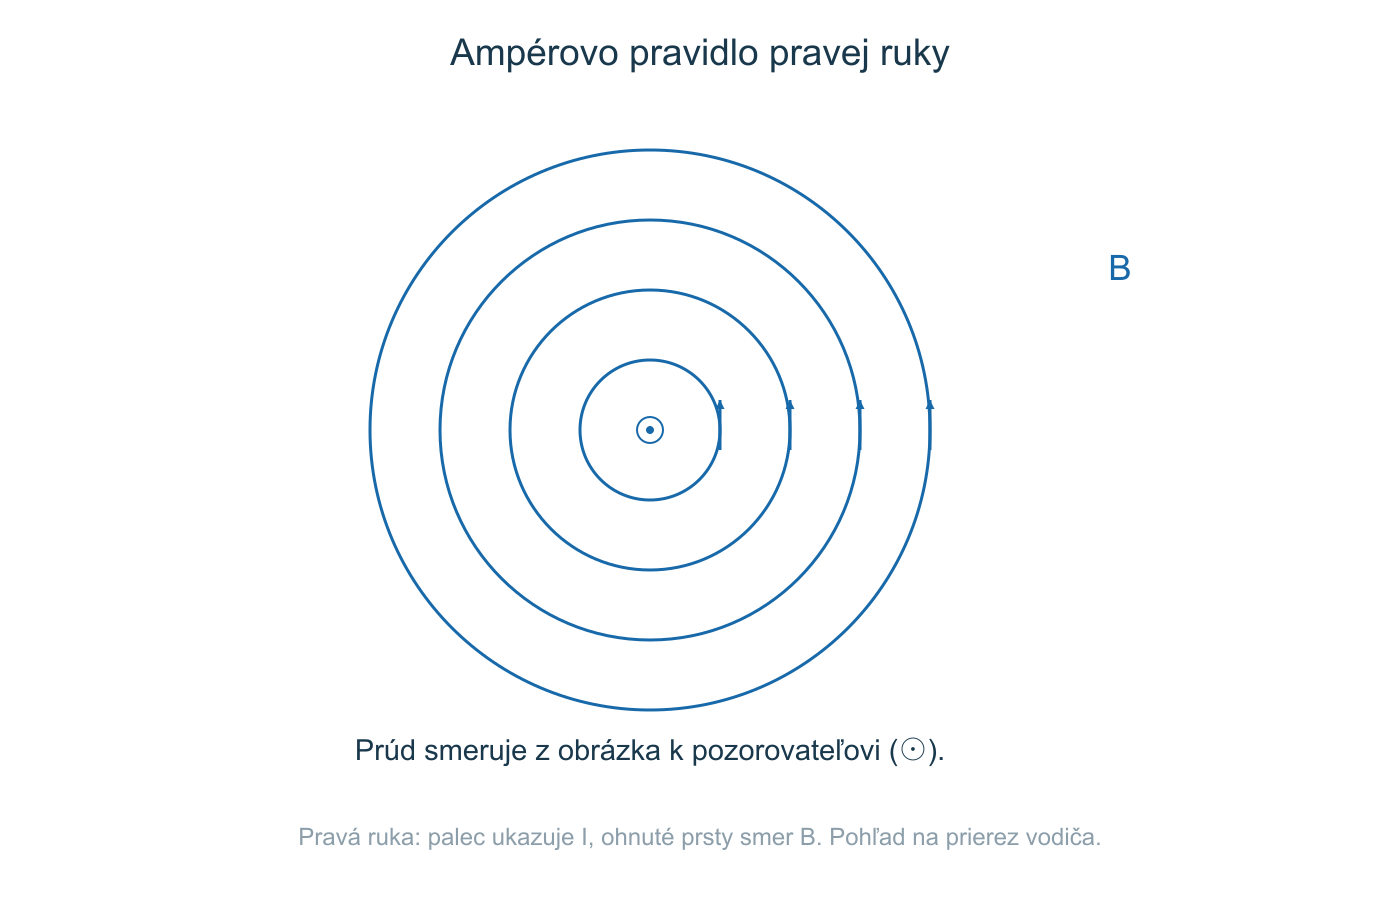 Ampérovo pravidlo pravej ruky
B
Prúd smeruje z obrázka k pozorovateľovi (☉).
Pravá ruka: palec ukazuje I, ohnuté prsty smer B. Pohľad na prierez vodiča.